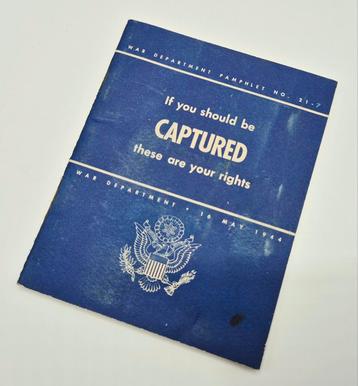 WAR DEPARTMENT PAMPHLET NO. 21-7
If you should be
CAPTURED
these are your rights
WAR DEPARTMENT • 16 MAY 1944